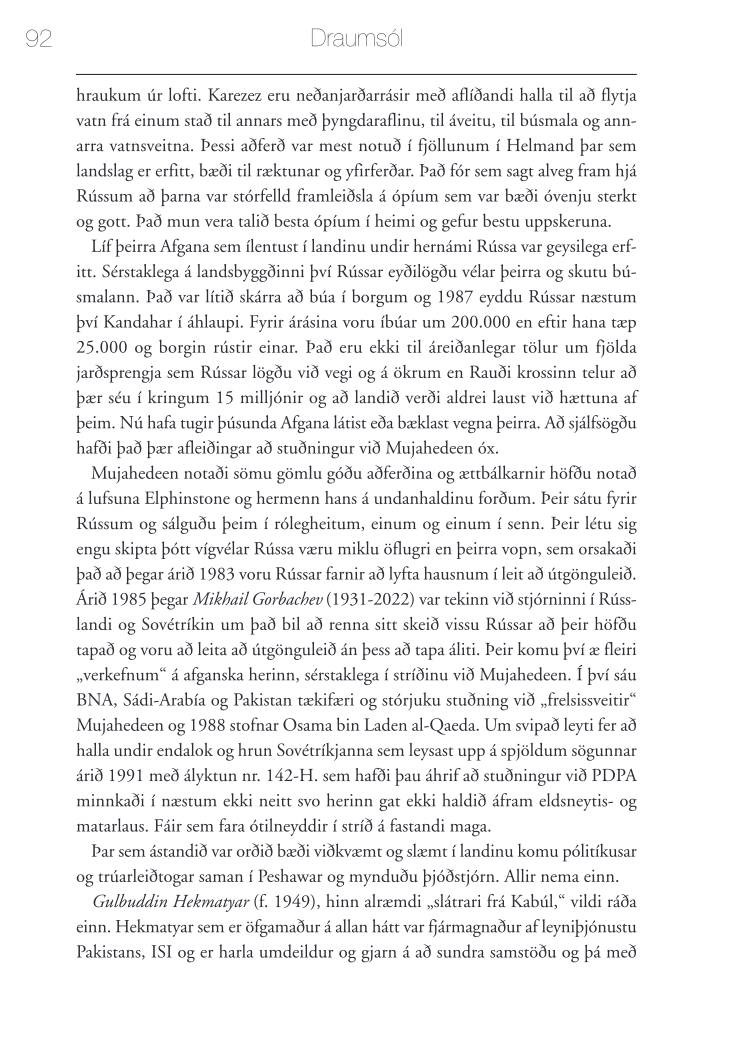 92
Draumsól
hraukum úr lofti. Karezez eru neðanjarðarrásir með aflíðandi halla til að flytja
vatn frá einum stað til annars með þyngdaraflinu, til áveitu, til búsmala og ann-
arra vatnsveitna. Þessi aðferð var mest notuð í fjöllunum í Helmand þar sem
landslag er erfitt, bæði til ræktunar og yfirferðar. Það fór sem sagt alveg fram hjá
Rússum að þarna var stórfelld framleiðsla á ópíum sem var bæði óvenju sterkt
og gott. Það mun vera talið besta ópíum í heimi og gefur bestu uppskeruna.
Líf þeirra Afgana sem ílentust í landinu undir hernámi Rússa var geysilega erf-
itt. Sérstaklega á landsbyggðinni því Rússar eyðilögðu vélar þeirra og skutu bú-
smalann. Það var lítið skárra að búa í borgum og 1987 eyddu Rússar næstum
því Kandahar í áhlaupi. Fyrir árásina voru íbúar um 200.000 en eftir hana tæp
25.000 og borgin rústir einar. Það eru ekki til áreiðanlegar tölur um fjölda
jarðsprengja sem Rússar lögðu við vegi og á ökrum en Rauði krossinn telur að
þær séu í kringum 15 milljónir og að landið verði aldrei laust við hættuna af
þeim. Nú hafa tugir þúsunda Afgana látist eða bæklast vegna þeirra. Að sjálfsögðu
hafði það þær afleiðingar að stuðningur við Mujahedeen óx.
Mujahedeen notaði sömu gömlu góðu aðferðina og ættbálkarnir höfðu notað
á lufsuna Elphinstone og hermenn hans á undanhaldinu forðum. Þeir sátu fyrir
Rússum og sálguðu þeim í rólegheitum, einum og einum í senn. Þeir létu sig
engu skipta þótt vígvélar Rússa væru miklu öflugri en þeirra vopn, sem orsakaði
það að þegar árið 1983 voru Rússar farnir að lyfta hausnum í leit að útgönguleið.
Árið 1985 þegar Mikhail Gorbachev (1931-2022) var tekinn við stjórninni í Rúss-
landi og Sovétríkin um það bil að renna sitt skeið vissu Rússar að þeir höfðu
tapað og voru að leita að útgönguleið án þess að tapa áliti. Þeir komu því æ fleiri
„verkefnum“ á afganska herinn, sérstaklega í stríðinu við Mujahedeen. Í því sáu
BNA, Sádi-Arabía og Pakistan tækifæri og stórjuku stuðning við „frelsissveitir“
Mujahedeen og 1988 stofnar Osama bin Laden al-Qaeda. Um svipað leyti fer að
halla undir endalok og hrun Sovétríkjanna sem leysast upp á spjöldum sögunnar
árið 1991 með ályktun nr. 142-H. sem hafði þau áhrif að stuðningur við PDPA
minnkaði í næstum ekki neitt svo herinn gat ekki haldið áfram eldsneytis- og
matarlaus. Fáir sem fara ótilneyddir í stríð á fastandi maga.
Þar sem ástandið var orðið bæði viðkvæmt og slæmt í landinu komu pólitíkusar
og trúarleiðtogar saman í Peshawar og mynduðu þjóðstjórn. Allir nema einn.
Gulbuddin Hekmatyar (f. 1949), hinn alræmdi „slátrari frá Kabúl,“ vildi ráða
einn. Hekmatyar sem er öfgamaður á allan hátt var fjármagnaður af leyniþjónustu
Pakistans, ISI og er harla umdeildur og gjarn á að sundra samstöðu og þá með